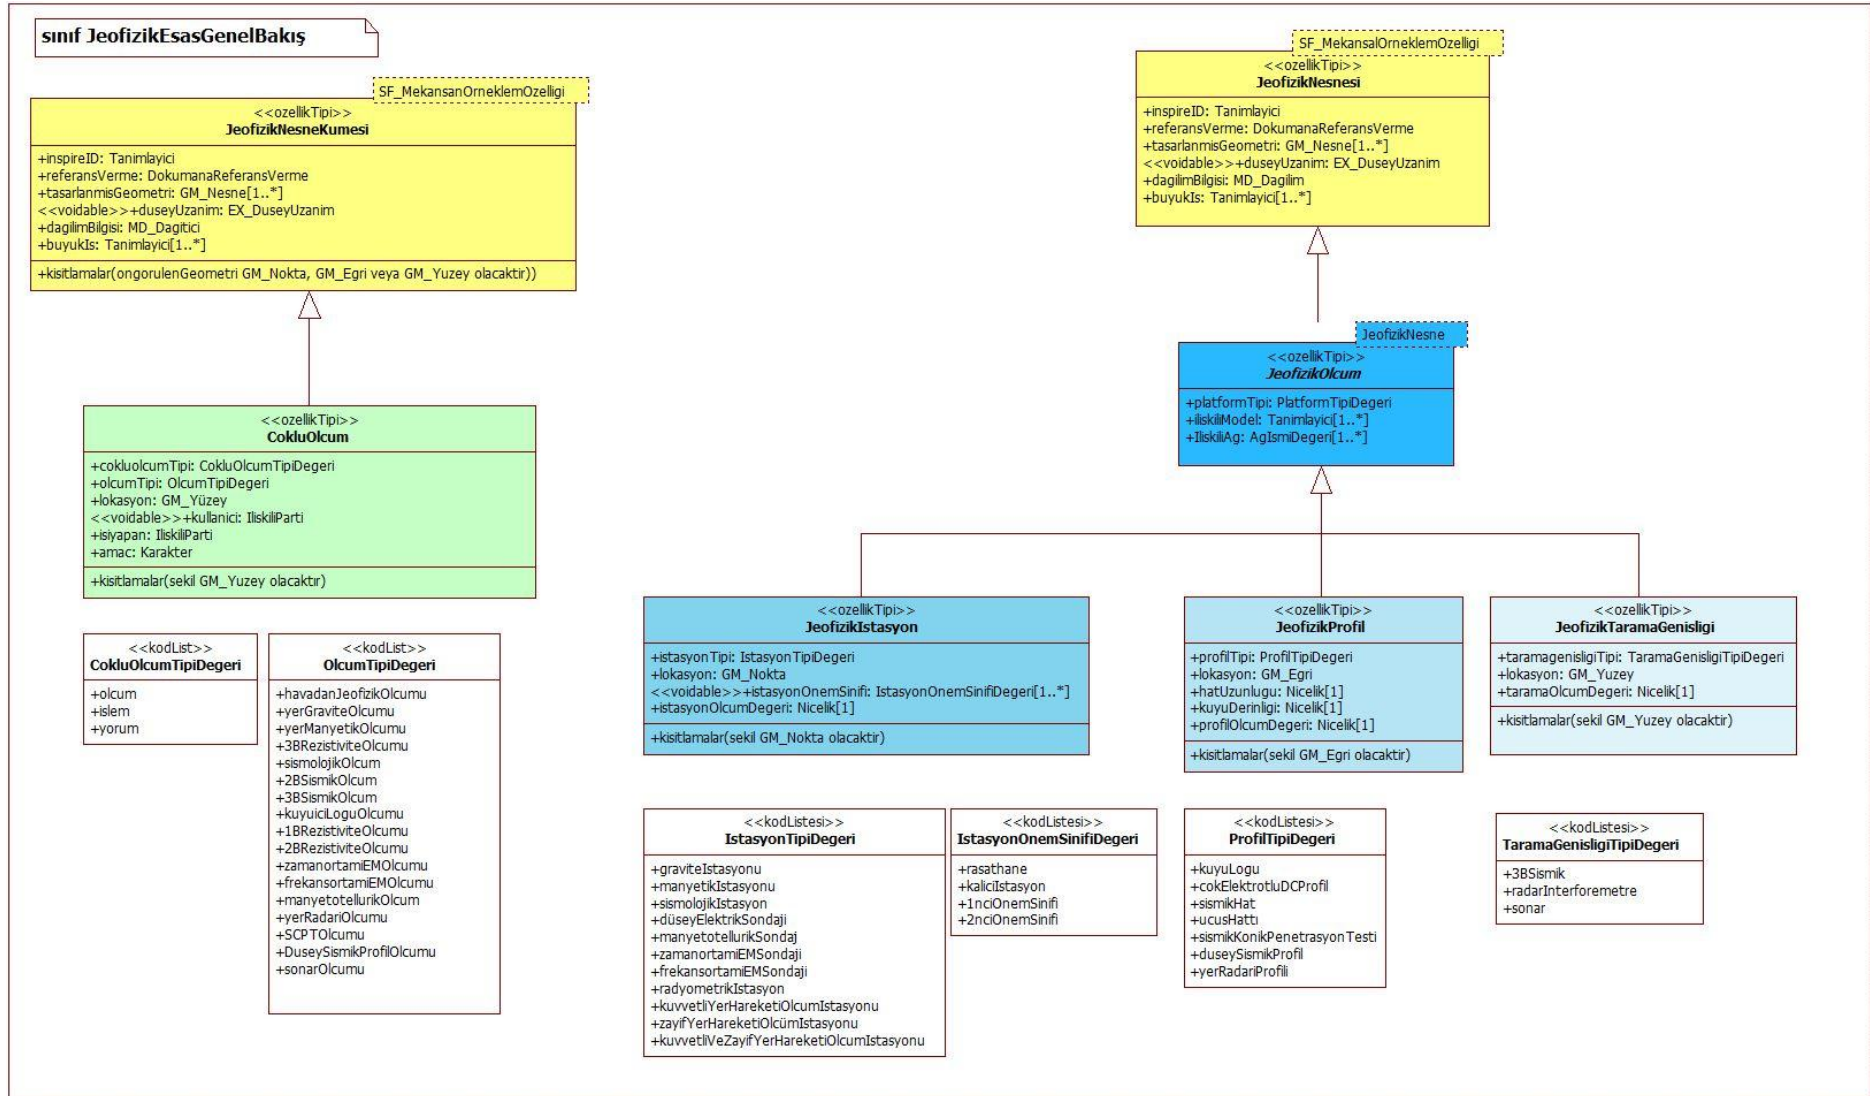 sınıf JeofizikEsasGenelBakış
SF_MekansanOrneklemOzelligi
<<ozellikTipi>>
JeofizikNesneKumesi
+inspireID: Tanimlayici
+referansVerme: DokumanaReferansVerme
+tasarlanmisGeometri: GM_Nesne[1..*]
<<voidable>>+duseyUzanim: EX_DuseyUzanim
+dagilimBilgisi: MD_Dagitici
+buyukIs: Tanimlayici[1..*]
+kisitlamalar(ongorulenGeometri GM_Nokta, GM_Egri veya GM_Yuzey olacaktir))
SF_MekansalOrneklemOzelligi
<<ozellikTipi>>
JeofizikNesnesi
+inspireID: Tanimlayici
+referansVerme: DokumanaReferansVerme
+tasarlanmisGeometri: GM_Nesne[1..*]
<<voidable>>+duseyUzanim: EX_DuseyUzanim
+dagilimBilgisi: MD_Dagilim
+buyukIs: Tanimlayici[1..*]
JeofizikNesne
<<ozellikTipi>>
JeofizikOlcum
+platformTipi: PlatformTipiDegeri
+iliskiliModel: Tanimlayici[1..*]
+IliskiliAg: AgIsmiDegeri[1..*]
<<ozellikTipi>>
CokluOlcum
+cokluolcumTipi: CokluOlcumTipiDegeri
+olcumTipi: OlcumTipiDegeri
+lokasyon: GM_Yüzey
<<voidable>>+kullanici: IliskiliParti
+isiyapan: IliskiliParti
+amac: Karakter
+kisitlamalar(sekil GM_Yuzey olacaktır)
<<kodList>>
CokluOlcumTipiDegeri
+olcum
+islem
+yorum
<<kodList>>
OlcumTipiDegeri
+havadanJeofizikOlcumu
+yerGraviteOlcumu
+yerManyetikOlcumu
+3BRezistiviteOlcumu
+sismolojikOlcum
+2BSismikOlcum
+3BSismikOlcum
+kuyuiciLoguOlcumu
+1BRezistiviteOlcumu
+2BRezistiviteOlcumu
+zamanortamiEMOlcumu
+frekansortamiEMOlcumu
+manyetotellurikOlcum
+yerRadariOlcumu
+SCPTOlcumu
+DuseySismikProfilOlcumu
+sonarOlcumu
<<ozellikTipi>>
JeofizikIstasyon
+istasyonTipi: IstasyonTipiDegeri
+lokasyon: GM_Nokta
<<voidable>>+istasyonOnemSinifi: IstasyonOnemSinifiDegeri[1..*]
+istasyonOlcumDegeri: Nicelik[1]
+kisitlamalar(sekil GM_Nokta olacaktir)
<<ozellikTipi>>
JeofizikProfil
+profilTipi: ProfilTipiDegeri
+lokasyon: GM_Egri
+hatUzunlugu: Nicelik[1]
+kuyuDerinligi: Nicelik[1]
+profilOlcumDegeri: Nicelik[1]
+kisitlamalar(sekil GM_Egri olacaktir)
<<ozellikTipi>>
JeofizikTaramaGenisligi
+taramagenisligiTipi: TaramaGenisligiTipiDegeri
+lokasyon: GM_Yuzey
+taramaOlcumDegeri: Nicelik[1]
+kisitlamalar(sekil GM_Yuzey olacaktir)
<<kodListesi>>
IstasyonTipiDegeri
+graviteIstasyonu
+manyetikIstasyonu
+sismolojikIstasyon
+düseyElektrikSondaji
+manyetotellurikSondaj
+zamanortamiEMSondaji
+frekansortamiEMSondaji
+radyometrikIstasyon
+kuvvetliYerHareketiOlcumIstasyonu
+zayifYerHareketiOlcümIstasyonu
+kuvvetliVeZayifYerHareketiOlcumIstasyonu
<<kodListesi>>
IstasyonOnemSinifiDegeri
+rasathane
+kaliciIstasyon
+1nciOnemSinifi
+2nciOnemSinifi
<<kodListesi>>
ProfilTipiDegeri
+kuyuLogu
+cokElektrotluDCProfil
+sismikHat
+ucusHattı
+sismikKonikPenetrasyonTesti
+duseySismikProfil
+yerRadariProfili
<<kodListesi>>
TaramaGenisligiTipiDegeri
+3BSismik
+radarInterforemetre
+sonar